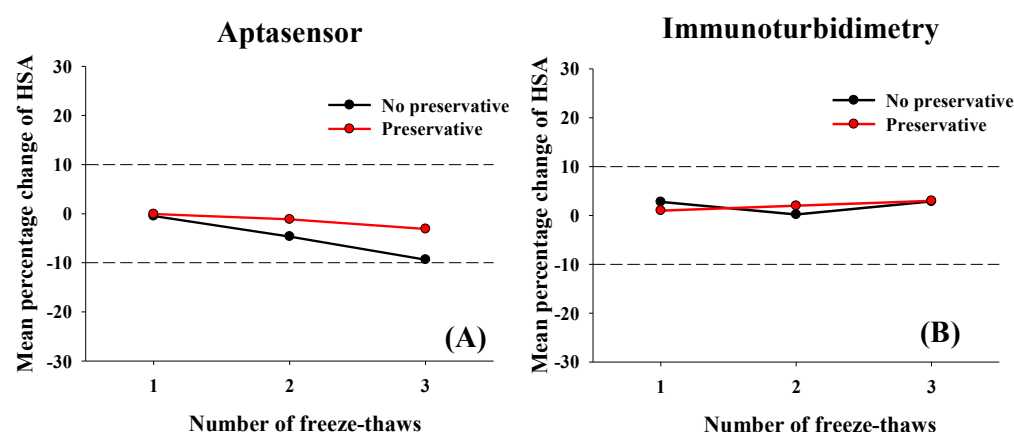 Aptasensor
Mean percentage change of HSA
30
20
10
0
-10
-20
-30
No preservative
Preservative
(A)
1 2 3
Number of freeze-thaws
Immunoturbidimetry
Mean percentage change of HSA
30
20
10
0
-10
-20
-30
No preservative
Preservative
(B)
1 2 3
Number of freeze-thaws